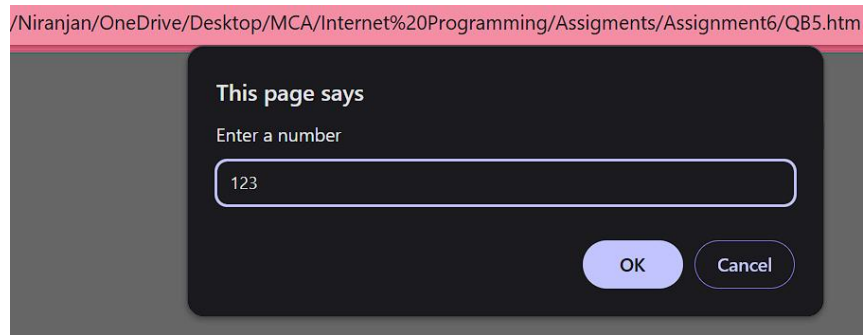 /Niranjan/OneDrive/Desktop/MCA/Internet%20Programming/Assigments/Assignment6/QB5.htm
This page says
Enter a number
123
OK Cancel